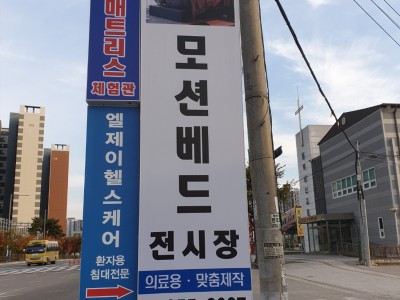 매트리스
체험관
엘제이헬스케어
환자용
침대전문
모션베드
전시장
의료용·맞춤제작